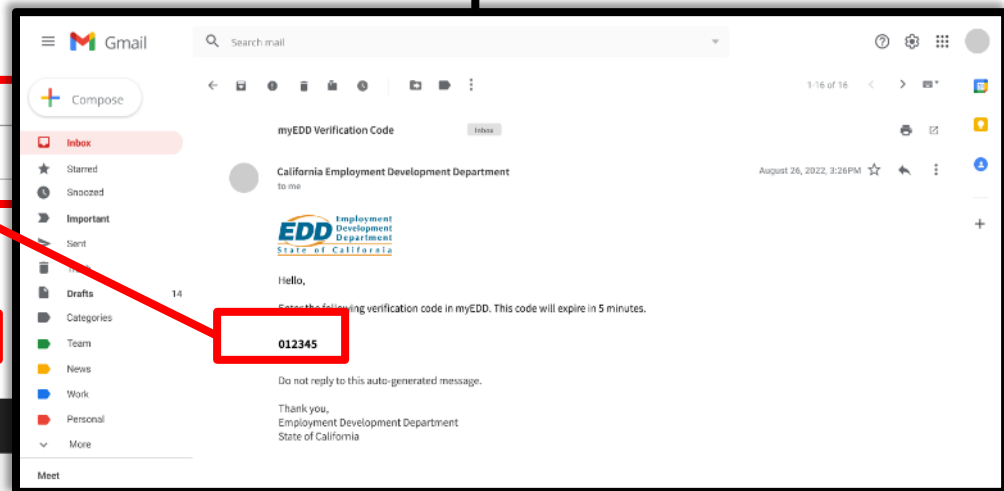 Gmail
Search mail
Compose
1-16 of 16
myEDD Verification Code
Inbox
Inbox
Starred
California Employment Development Department
August 26, 2022, 3:26PM
to me
Snoozed
Important
Sent
EDD
Employment
Development
Department
State of California
Drafts 14
Hello,
Enter the following verification code in myEDD. This code will expire in 5 minutes.
Categories
Team
012345
News
Work
Do not reply to this auto-generated message.
Personal
Thank you,
Employment Development Department
State of California
More
Meet